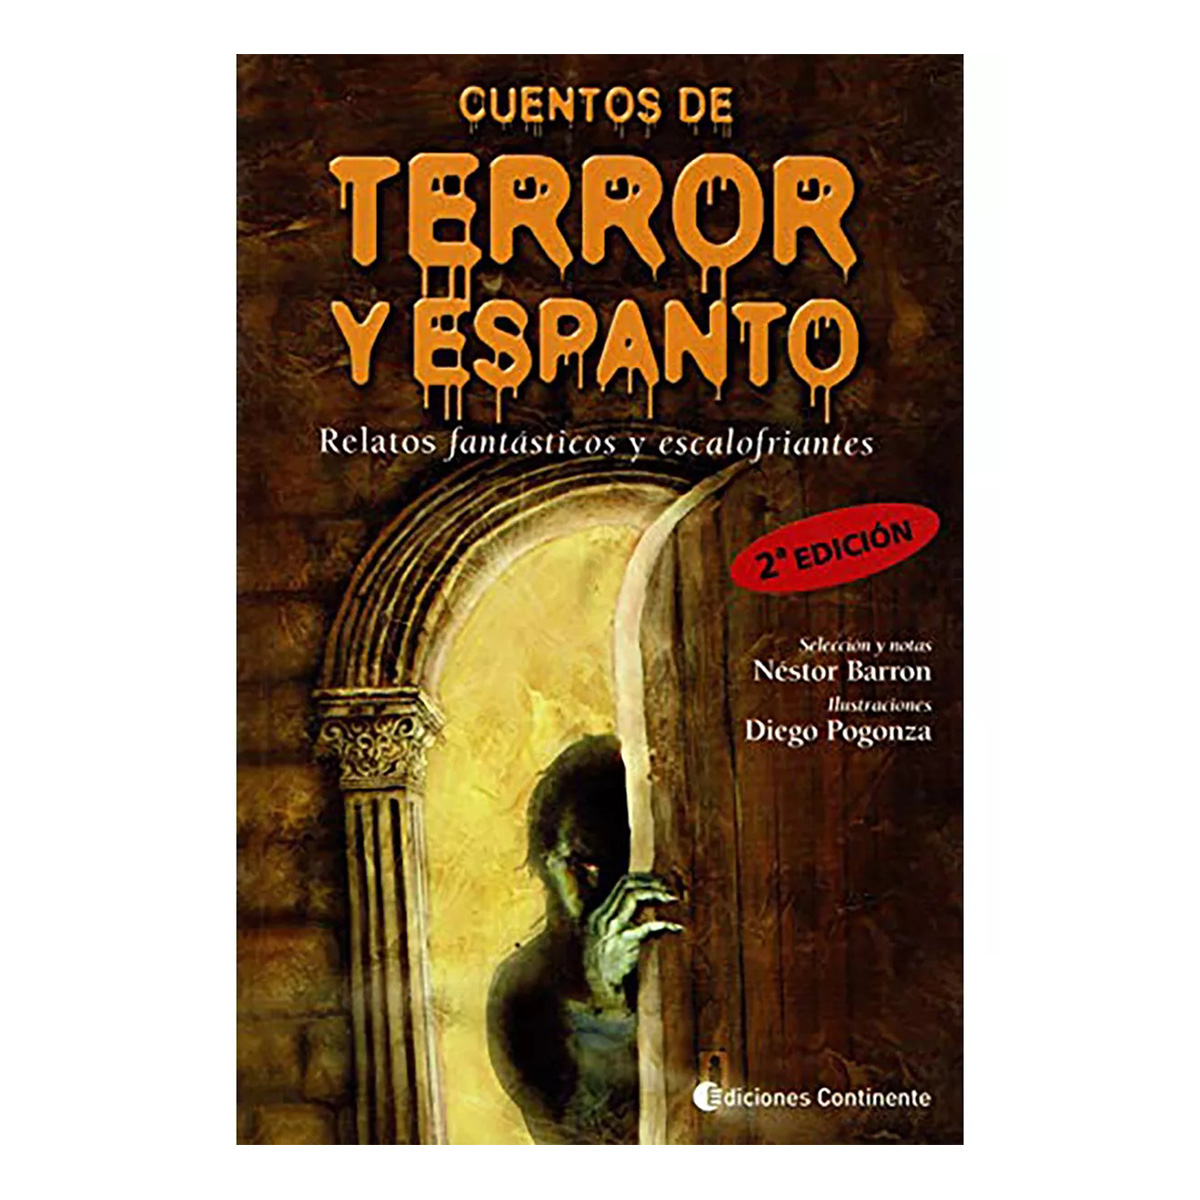 CUENTOS DE
TERROR
Y ESPANTO
Relatos fantásticos y escalofriantes
2ª EDICIÓN
Selección y notas
Néstor Barron
Ilustraciones
Diego Pogonza
Ediciones Continente